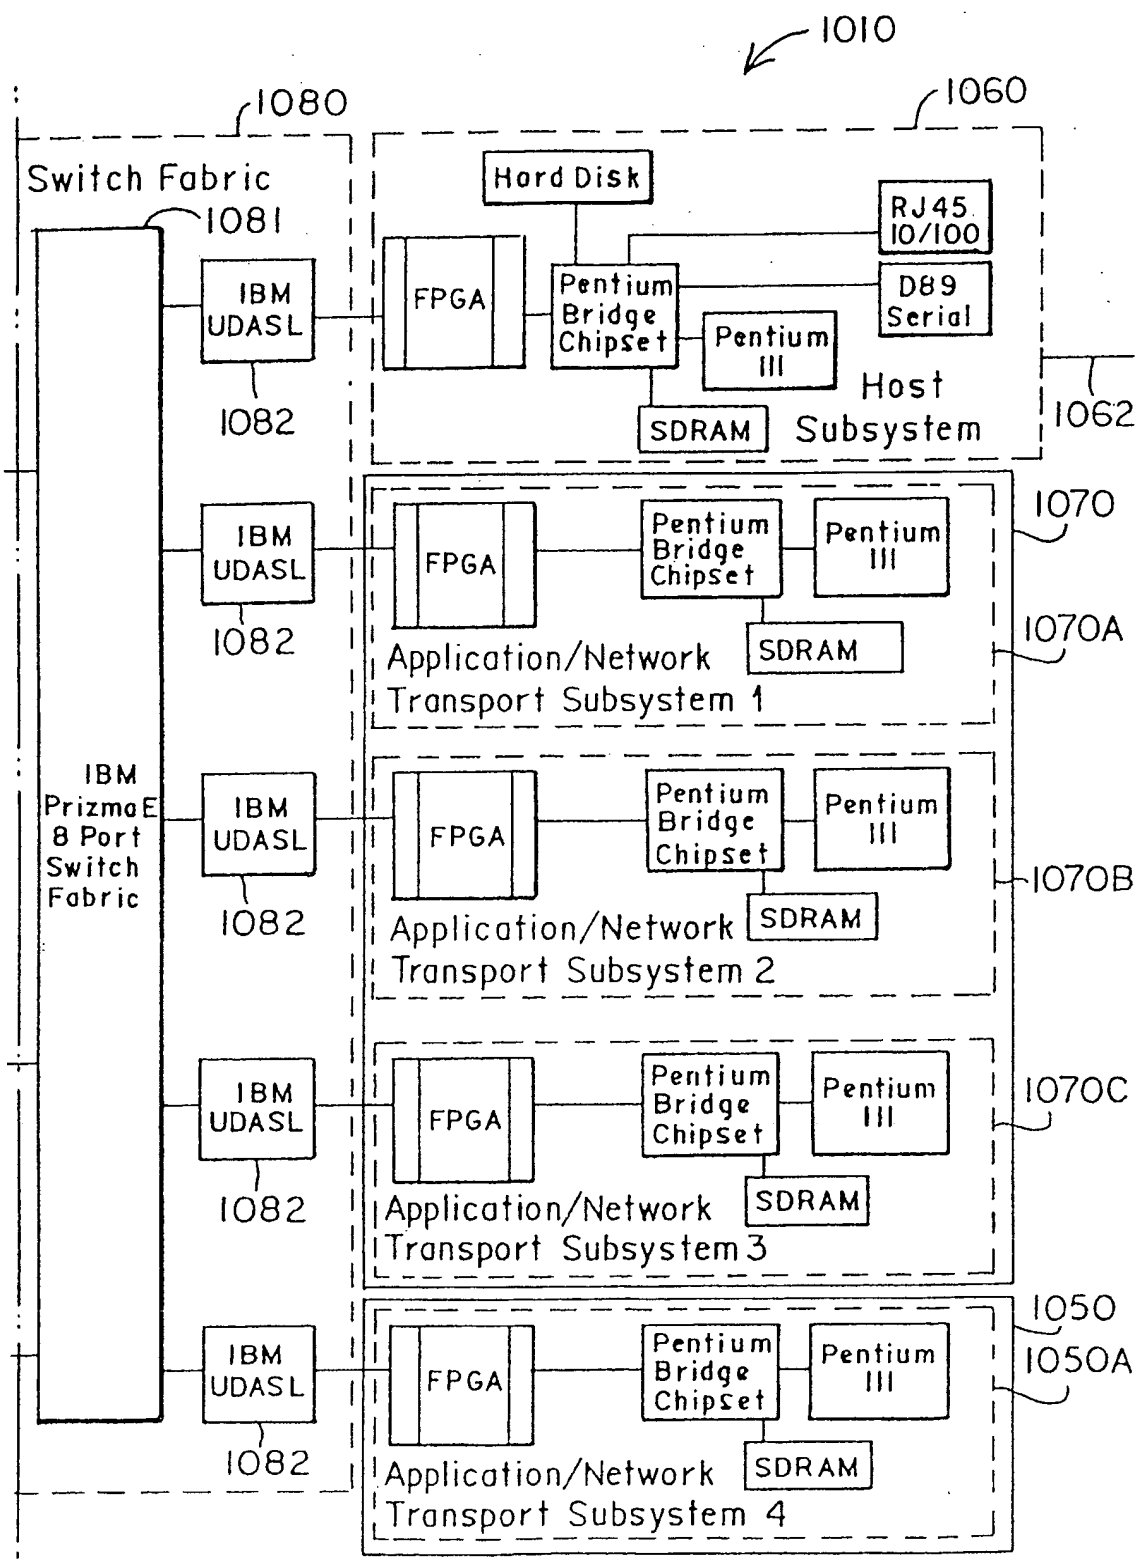 1010
1080
1060
Switch Fabric
1081
Hard Disk
RJ45
10/100
IBM
UDASL
FPGA
Pentium
Bridge
Chipset
D89
Serial
Pentium
III
1082
SDRAM
Host
Subsystem
1062
IBM
UDASL
1082
FPGA
Pentium
Bridge
Chipset
Pentium
III
1070
SDRAM
1070A
Application/Network
Transport Subsystem 1
IBM
PrizmaE
8 Port
Switch
Fabric
IBM
UDASL
1082
FPGA
Pentium
Bridge
Chipset
Pentium
III
1070B
SDRAM
Application/Network
Transport Subsystem 2
IBM
UDASL
1082
FPGA
Pentium
Bridge
Chipset
Pentium
III
1070C
SDRAM
Application/Network
Transport Subsystem 3
IBM
UDASL
1082
FPGA
Pentium
Bridge
Chipset
Pentium
III
1050
1050A
SDRAM
Application/Network
Transport Subsystem 4